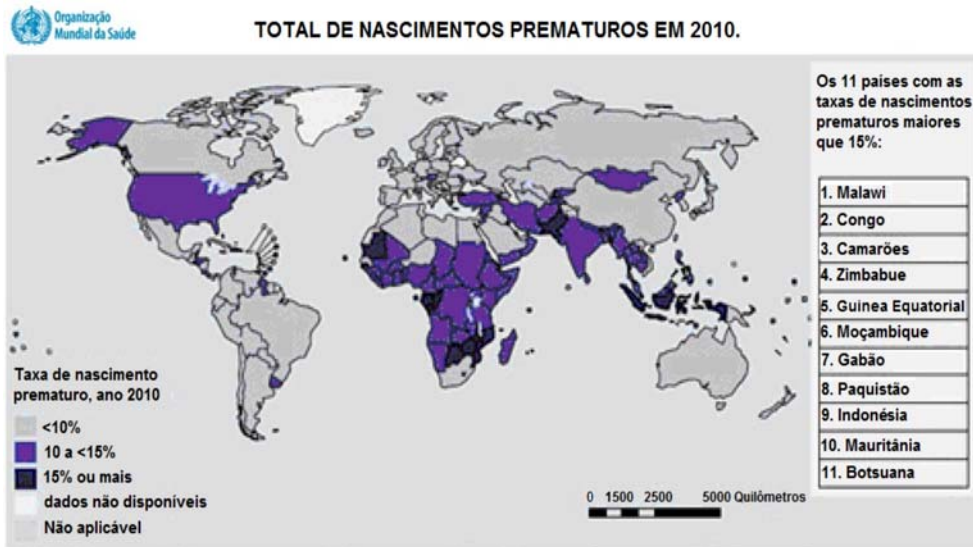 Organização
Mundial da Saúde
TOTAL DE NASCIMENTOS PREMATUROS EM 2010.
Os 11 países com as
taxas de nascimentos
prematuros maiores
que 15%:
1. Malawi
2. Congo
3. Camarões
4. Zimbabue
5. Guinea Equatorial
6. Moçambique
7. Gabão
8. Paquistão
9. Indonésia
10. Mauritânia
11. Botsuana
Taxa de nascimento
prematuro, ano 2010
<10%
10 a <15%
15% ou mais
dados não disponíveis
Não aplicável
0 1500 2500 5000 Quilômetros